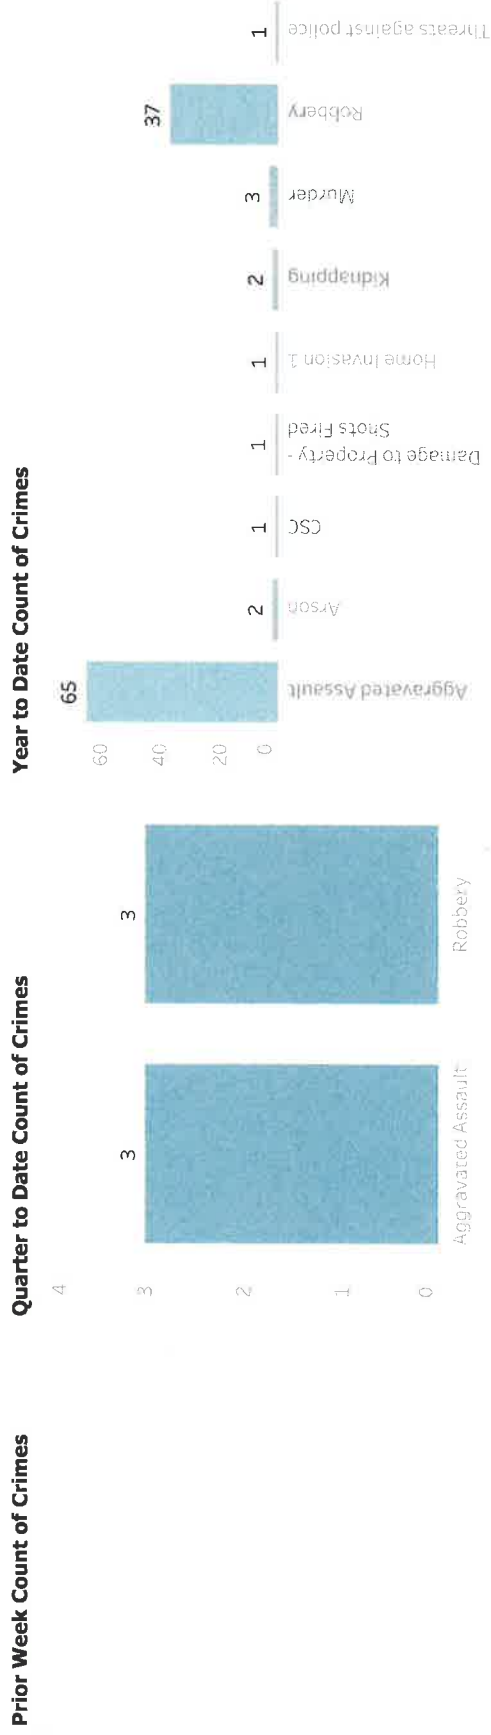 Prior Week Count of Crimes
Quarter to Date Count of Crimes
4
3
2
1
0
3
3
Aggravated Assault
Robbery
Year to Date Count of Crimes
60
40
20
0
65
2
1
1
1
2
3
37
1
Aggravated Assault
Arson
CSC
Damage to Property -
Shots Fired
Home Invasion 1
Kidnapping
Murder
Robbery
Threats against police